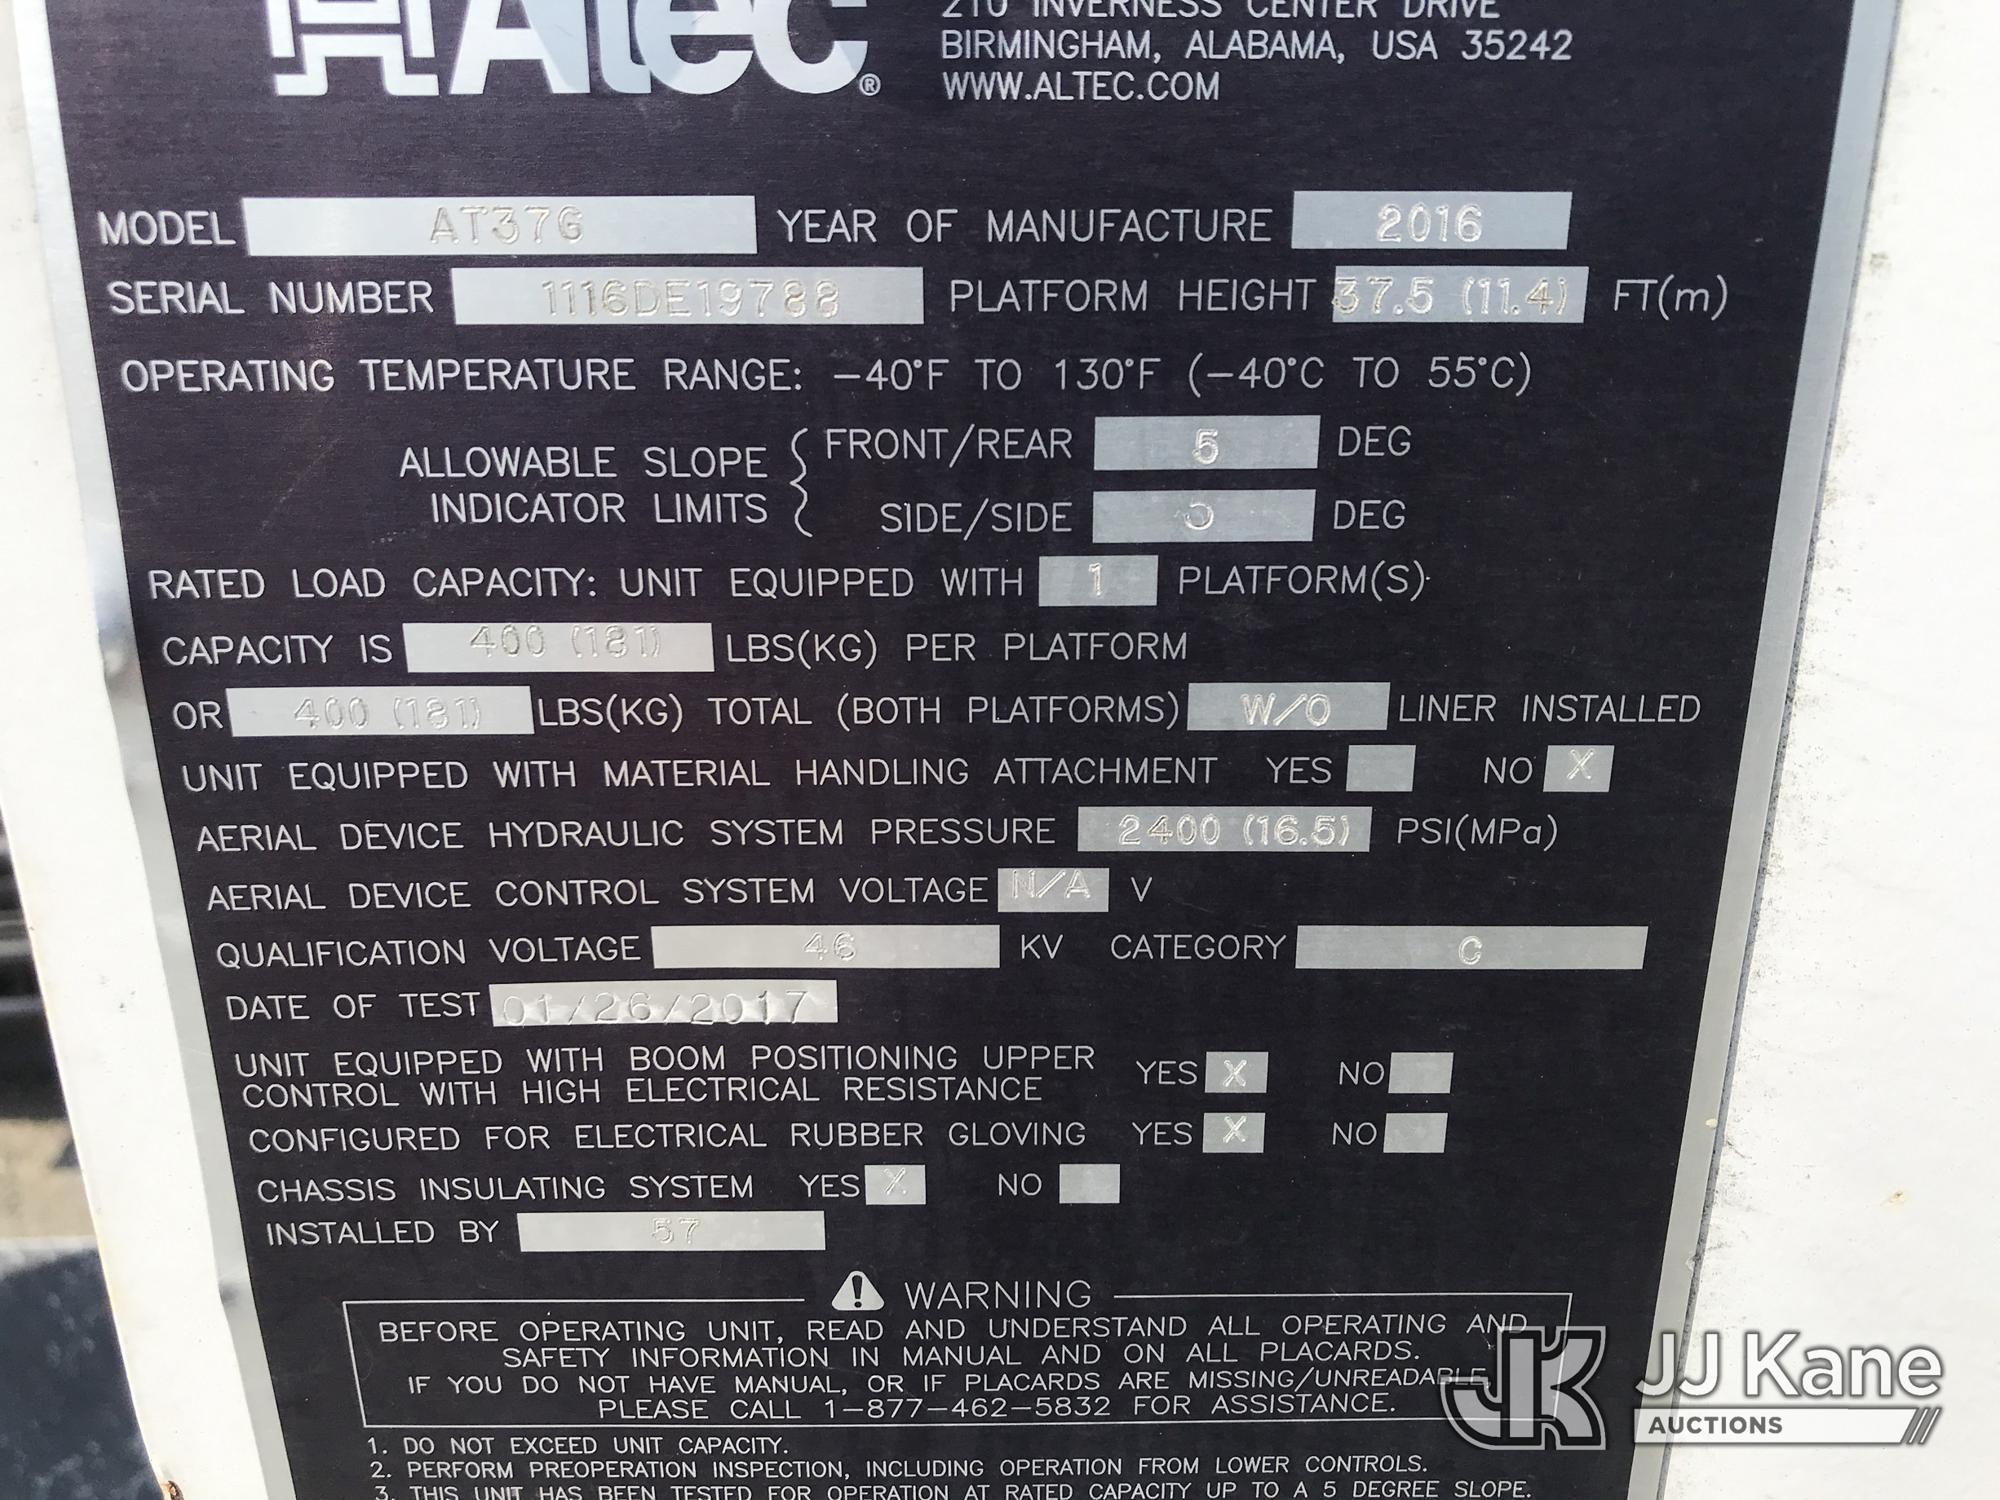 Altec®
210 INVERNESS CENTER DRIVE
BIRMINGHAM, ALABAMA, USA 35242
WWW.ALTEC.COM
MODEL AT37G YEAR OF MANUFACTURE 2016
SERIAL NUMBER 1116DE19788 PLATFORM HEIGHT 37.5 (11.4) FT(m)
OPERATING TEMPERATURE RANGE: -40°F TO 130°F (-40°C TO 55°C)
ALLOWABLE SLOPE INDICATOR LIMITS { FRONT/REAR 5 DEG
SIDE/SIDE DEG
RATED LOAD CAPACITY: UNIT EQUIPPED WITH 1 PLATFORM(S)
CAPACITY IS 400 (181) LBS(KG) PER PLATFORM
OR 400 (181) LBS(KG) TOTAL (BOTH PLATFORMS) W/O LINER INSTALLED
UNIT EQUIPPED WITH MATERIAL HANDLING ATTACHMENT YES NO X
AERIAL DEVICE HYDRAULIC SYSTEM PRESSURE 2400 (16.5) PSI(MPa)
AERIAL DEVICE CONTROL SYSTEM VOLTAGE N/A V
QUALIFICATION VOLTAGE 46 KV CATEGORY C
DATE OF TEST 01/26/2017
UNIT EQUIPPED WITH BOOM POSITIONING UPPER
CONTROL WITH HIGH ELECTRICAL RESISTANCE YES X NO
CONFIGURED FOR ELECTRICAL RUBBER GLOVING YES X NO
CHASSIS INSULATING SYSTEM YES X NO
INSTALLED BY 57
WARNING
BEFORE OPERATING UNIT, READ AND UNDERSTAND ALL OPERATING AND
SAFETY INFORMATION IN MANUAL AND ON ALL PLACARDS.
IF YOU DO NOT HAVE MANUAL, OR IF PLACARDS ARE MISSING/UNREADABLE,
PLEASE CALL 1-877-462-5832 FOR ASSISTANCE.
1. DO NOT EXCEED UNIT CAPACITY.
2. PERFORM PREOPERATION INSPECTION, INCLUDING OPERATION FROM LOWER CONTROLS.
3. THIS UNIT HAS BEEN TESTED FOR OPERATION AT RATED CAPACITY UP TO A 5 DEGREE SLOPE.
JK JJ Kane
AUCTIONS